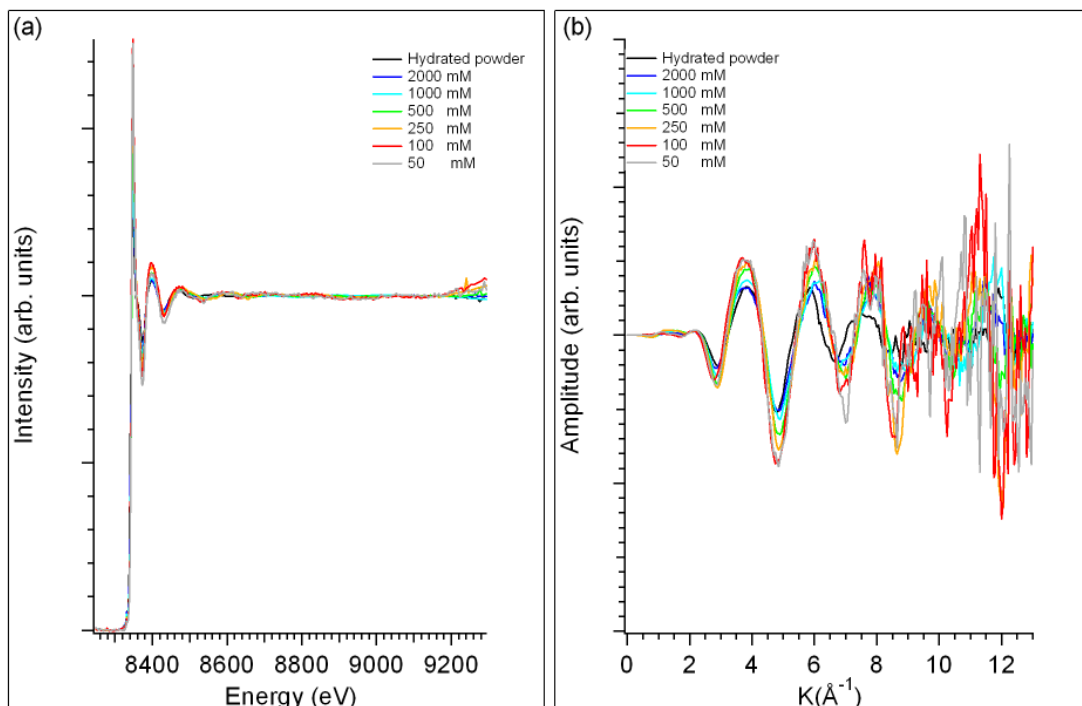 (a)
Hydrated powder
2000 mM
1000 mM
500 mM
250 mM
100 mM
50 mM
Intensity (arb. units)
8400 8600 8800 9000 9200
Energy (eV)
(b)
Hydrated powder
2000 mM
1000 mM
500 mM
250 mM
100 mM
50 mM
Amplitude (arb. units)
0 2 4 6 8 10 12
K(Å⁻¹)